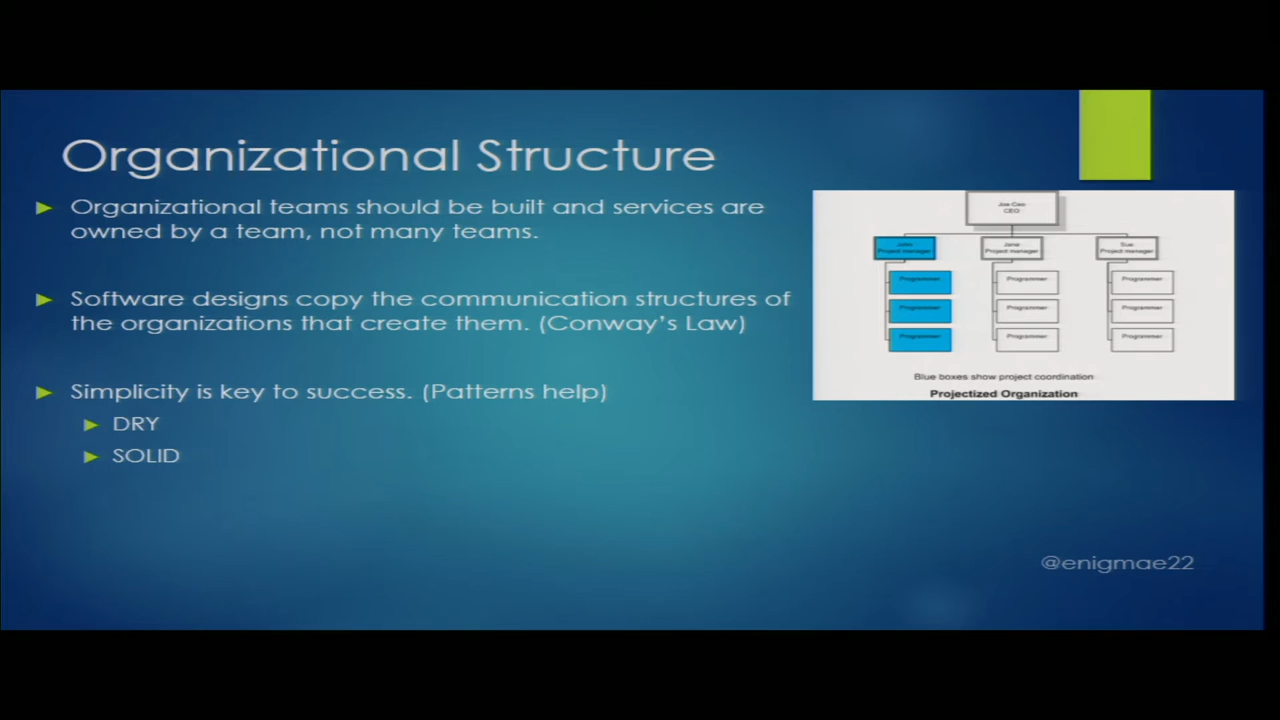 Organizational Structure
Organizational teams should be built and services are
owned by a team, not many teams.
Software designs copy the communication structures of
the organizations that create them. (Conway's Law)
Simplicity is key to success. (Patterns help)
DRY
SOLID
Joe Ceo
CEO
John
Project manager
Jane
Project manager
Sue
Project manager
Programmer
Programmer
Programmer
Programmer
Programmer
Programmer
Programmer
Programmer
Programmer
Blue boxes show project coordination
Projectized Organization
@enigmae22